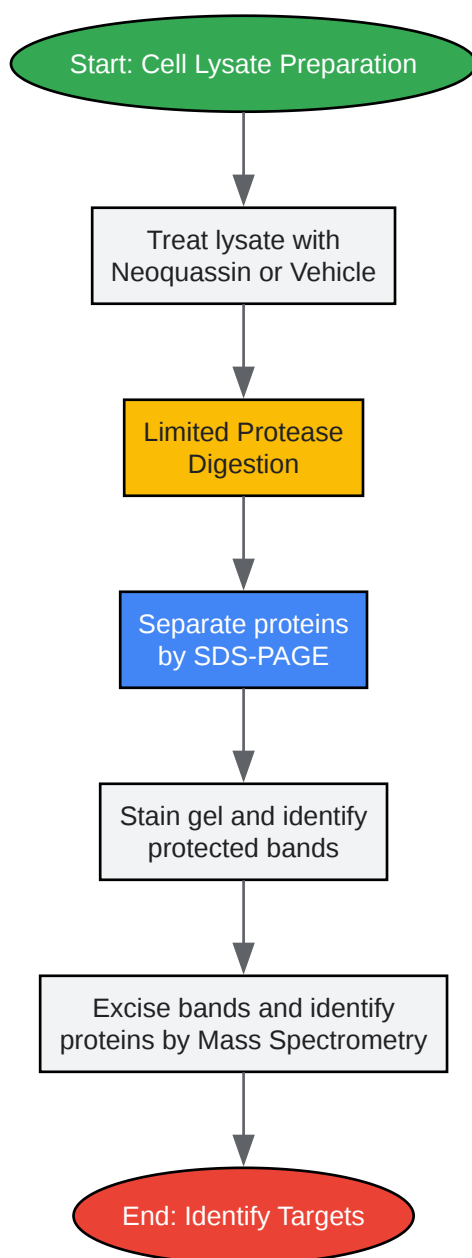 Start: Cell Lysate Preparation
Treat lysate with
Neoquassin or Vehicle
Limited Protease
Digestion
Separate proteins
by SDS-PAGE
Stain gel and identify
protected bands
Excise bands and identify
proteins by Mass Spectrometry
End: Identify Targets